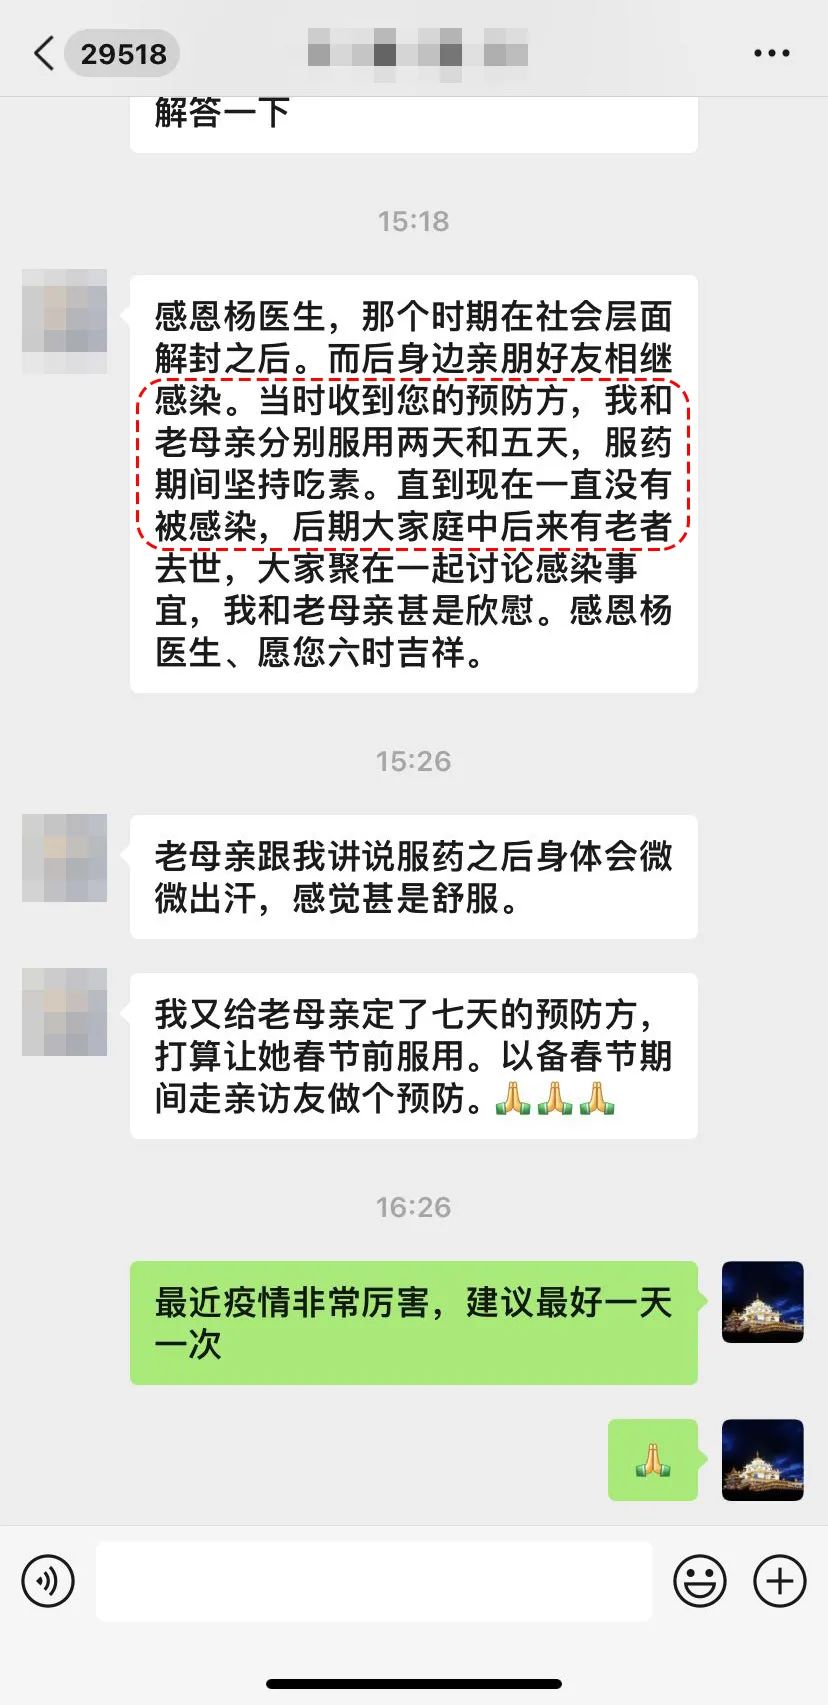 29518
解答一下
15:18
感恩杨医生，那个时期在社会层面
解封之后。而后身边亲朋好友相继
感染。当时收到您的预防方，我和
老母亲分别服用两天和五天，服药
期间坚持吃素。直到现在一直没有
被感染，后期大家庭中后来有老者
去世，大家聚在一起讨论感染事
宜，我和老母亲甚是欣慰。感恩杨
医生、愿您六时吉祥。
15:26
老母亲跟我讲说服药之后身体会微
微出汗，感觉甚是舒服。
我又给老母亲定了七天的预防方，
打算让她春节前服用。以备春节期
间走亲访友做个预防。🙏🙏🙏
16:26
最近疫情非常厉害，建议最好一天
一次
🙏